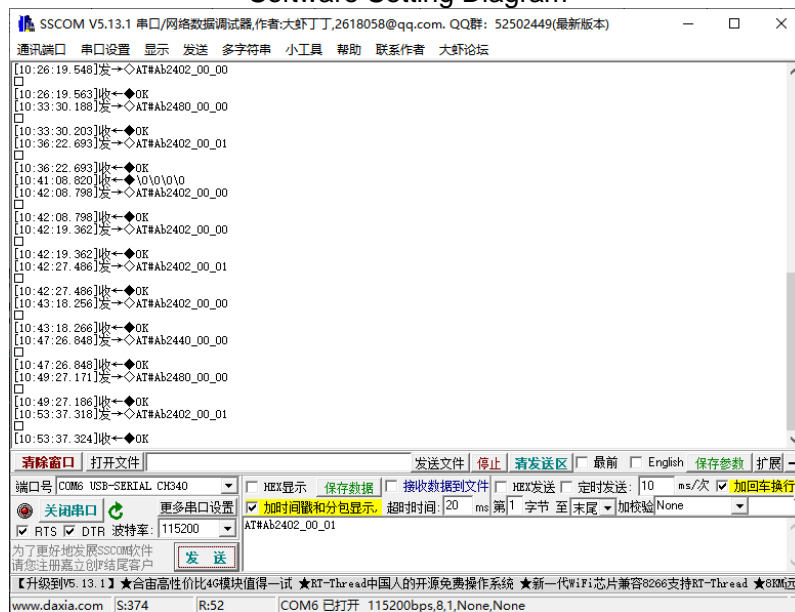 Software Setting Diagram
SSCOM V5.13.1 串口/网络数据调试器,作者:大虾丁丁,2618058@qq.com. QQ群: 52502449(最新版本)
通讯端口 串口设置 显示 发送 多字符串 小工具 帮助 联系作者 大虾论坛
[10:26:19.548]发→◇AT#Ab2402_00_00
□
[10:26:19.563]收←◆OK
[10:33:30.188]发→◇AT#Ab2480_00_00
□
[10:33:30.203]收←◆OK
[10:36:22.693]发→◇AT#Ab2402_00_01
□
[10:36:22.693]收←◆OK
[10:41:08.820]收←◆\0\0\0\0
[10:42:08.798]发→◇AT#Ab2402_00_00
□
[10:42:08.798]收←◆OK
[10:42:19.362]发→◇AT#Ab2402_00_00
□
[10:42:19.362]收←◆OK
[10:42:27.486]发→◇AT#Ab2402_00_01
□
[10:42:27.486]收←◆OK
[10:43:18.256]发→◇AT#Ab2402_00_00
□
[10:43:18.266]收←◆OK
[10:47:26.848]发→◇AT#Ab2440_00_00
□
[10:47:26.848]收←◆OK
[10:49:27.171]发→◇AT#Ab2480_00_00
□
[10:49:27.186]收←◆OK
[10:53:37.318]发→◇AT#Ab2402_00_01
□
[10:53:37.324]收←◆OK
清除窗口 打开文件 发送文件 停止 清发送区 最前 English 保存参数 扩展 —
端口号 COM6 USB-SERIAL CH340 HEX显示 保存数据 接收数据到文件 HEX发送 定时发送: 10 ms/次 加回车换行
关闭串口 更多串口设置 加时间戳和分包显示, 超时时间: 20 ms 第1 字节 至 末尾 加校验 None
RTS DTR 波特率: 115200 AT#Ab2402_00_01
为了更好地发展SSCOM软件
请您注册嘉立创F结尾客户 发 送
【升级到V5.13.1】★合宙高性价比4G模块值得一试 ★RT-Thread中国人的开源免费操作系统 ★新一代WiFi芯片兼容8266支持RT-Thread ★8KM远
www.daxia.com S:374 R:52 COM6 已打开 115200bps,8,1,None,None